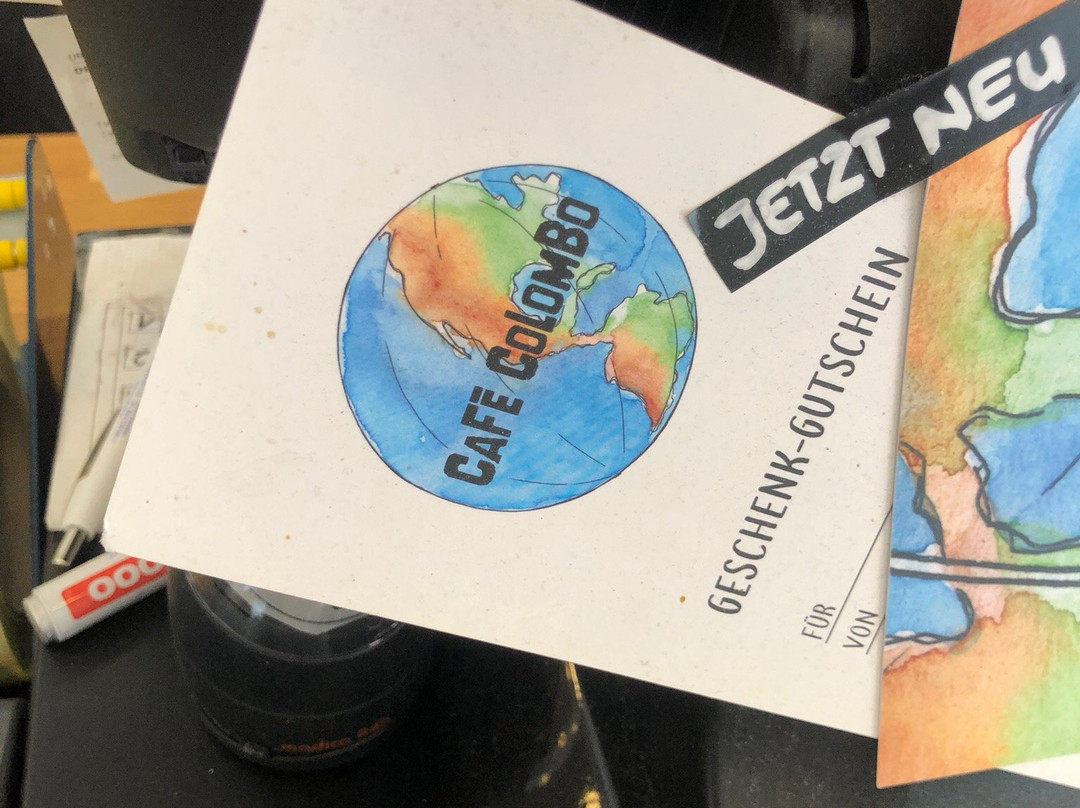 CAFÉ COLOMBO
JETZT NEU
GESCHENK-GUTSCHEIN
FÜR
VON